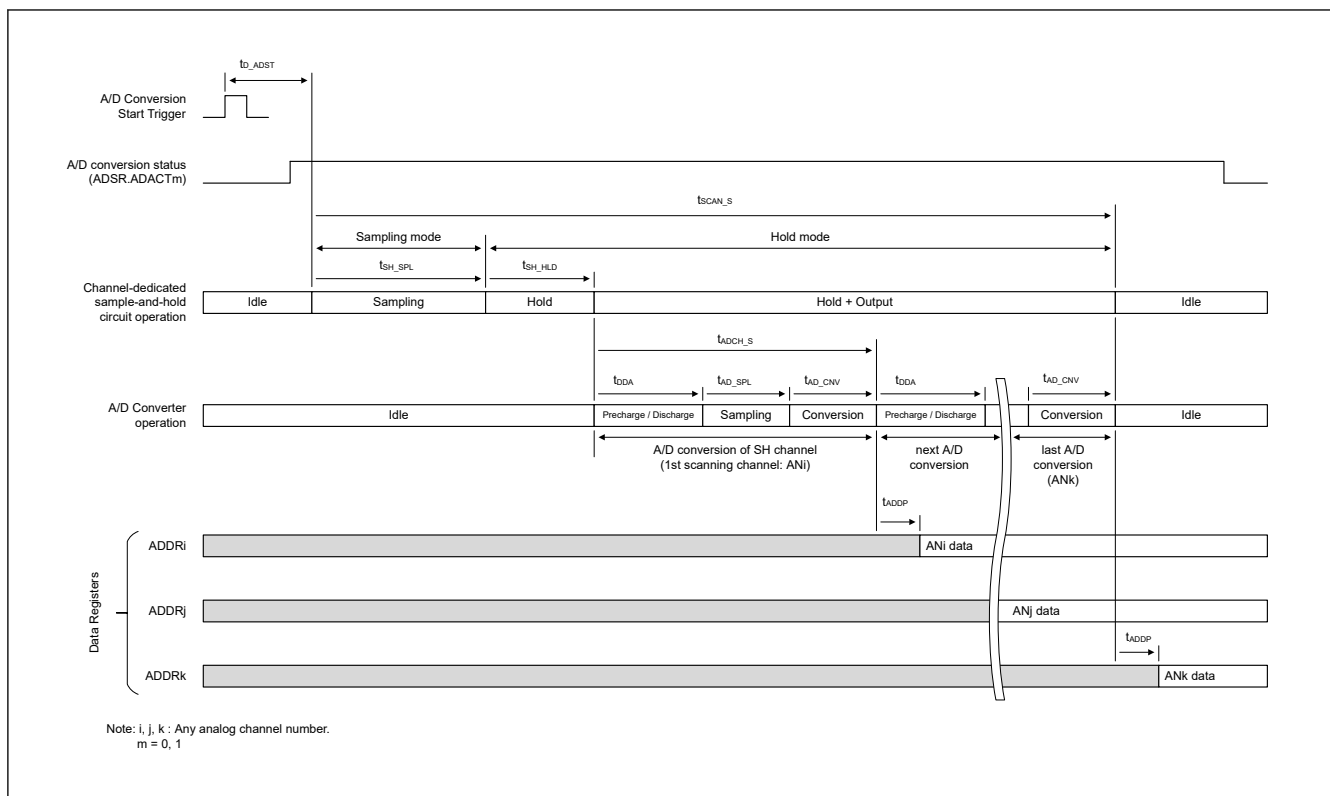 tD_ADST
A/D Conversion
Start Trigger
A/D conversion status
(ADSR.ADACTm)
tSCAN_S
Sampling mode
Hold mode
tSH_SPL
tSH_HLD
Channel-dedicated
sample-and-hold
circuit operation
Idle
Sampling
Hold
Hold + Output
Idle
tADCH_S
tDDA
tAD_SPL
tAD_CNV
tDDA
tAD_CNV
A/D Converter
operation
Idle
Precharge / Discharge
Sampling
Conversion
Precharge / Discharge
Conversion
Idle
A/D conversion of SH channel
(1st scanning channel: ANi)
next A/D
conversion
last A/D
conversion
(ANk)
tADDP
Data Registers
ADDRi
ANi data
ADDRj
ANj data
tADDP
ADDRk
ANk data
Note: i, j, k : Any analog channel number.
m = 0, 1